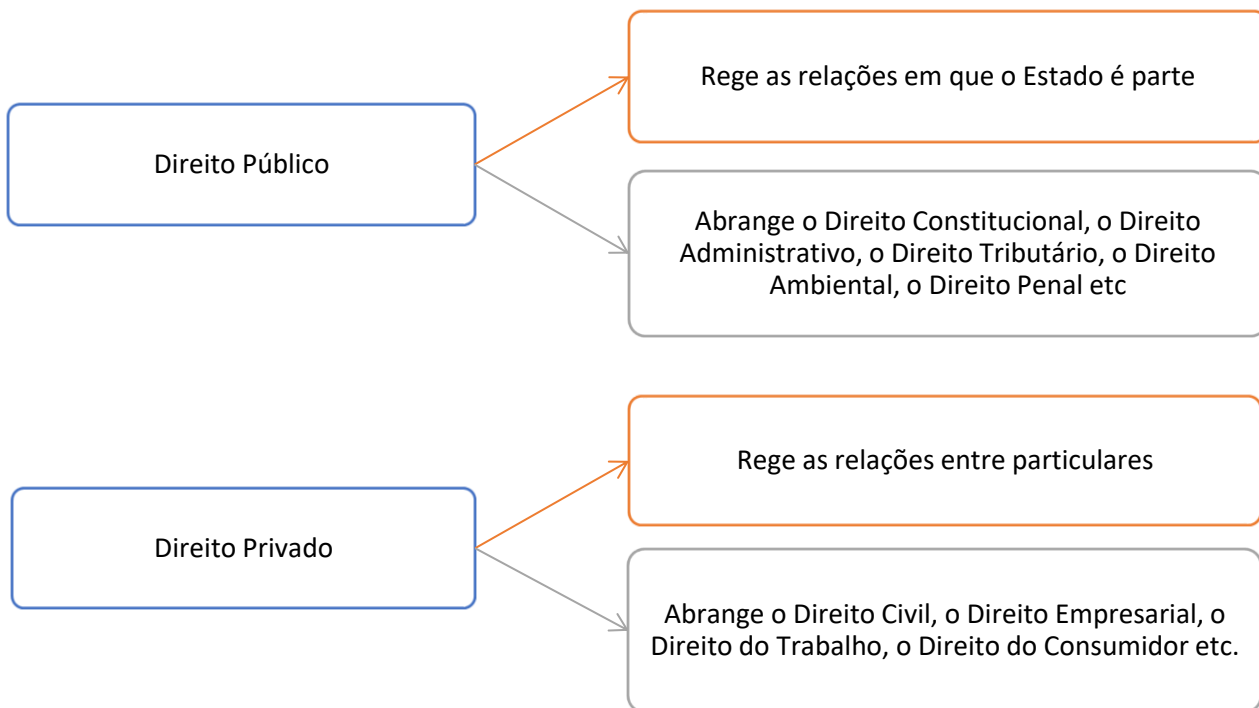 Direito Público
Rege as relações em que o Estado é parte
Abrange o Direito Constitucional, o Direito
Administrativo, o Direito Tributário, o Direito
Ambiental, o Direito Penal etc
Direito Privado
Rege as relações entre particulares
Abrange o Direito Civil, o Direito Empresarial, o
Direito do Trabalho, o Direito do Consumidor etc.